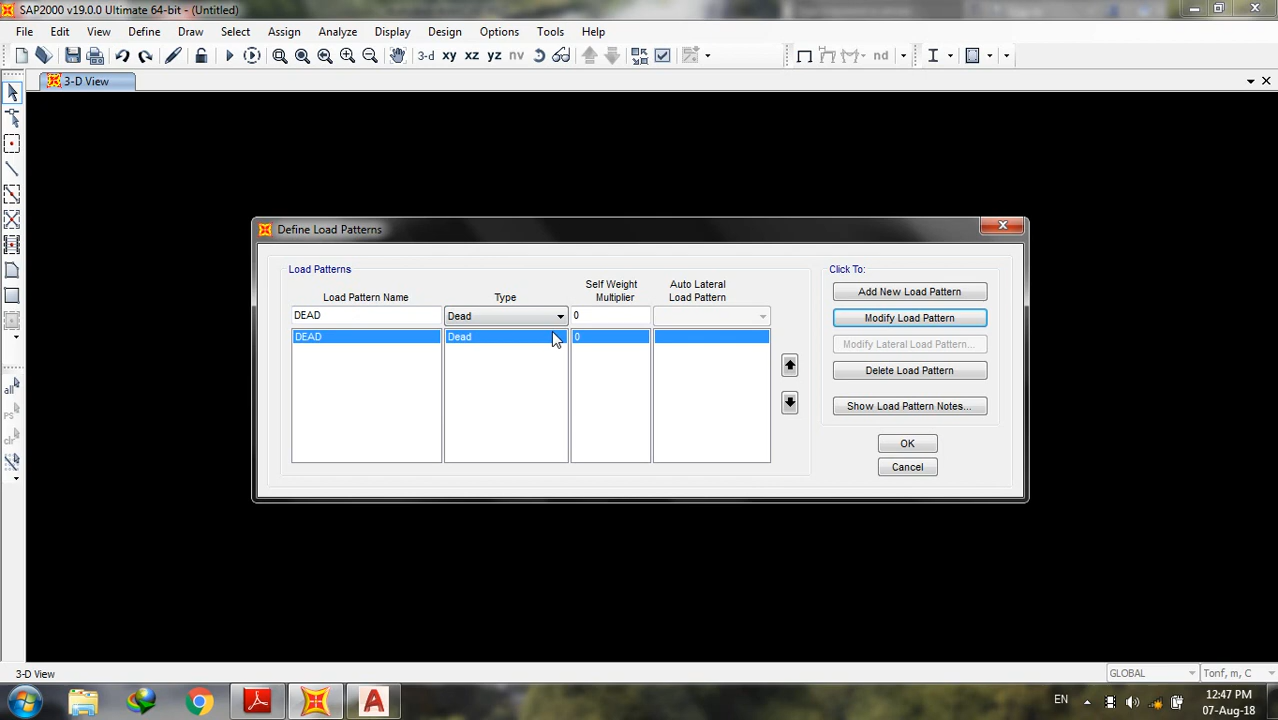 SAP2000 v19.0.0 Ultimate 64-bit - (Untitled)
File Edit View Define Draw Select Assign Analyze Display Design Options Tools Help
3-d xy xz yz nv nd
3-D View
Define Load Patterns
Load Patterns
Click To:
Load Pattern Name
Type
Self Weight
Multiplier
Auto Lateral
Load Pattern
DEAD Dead 0
DEAD Dead 0
Add New Load Pattern
Modify Load Pattern
Modify Lateral Load Pattern...
Delete Load Pattern
Show Load Pattern Notes...
OK
Cancel
all
ps
clr
3-D View
GLOBAL
Tonf, m, C
EN
12:47 PM
07-Aug-18